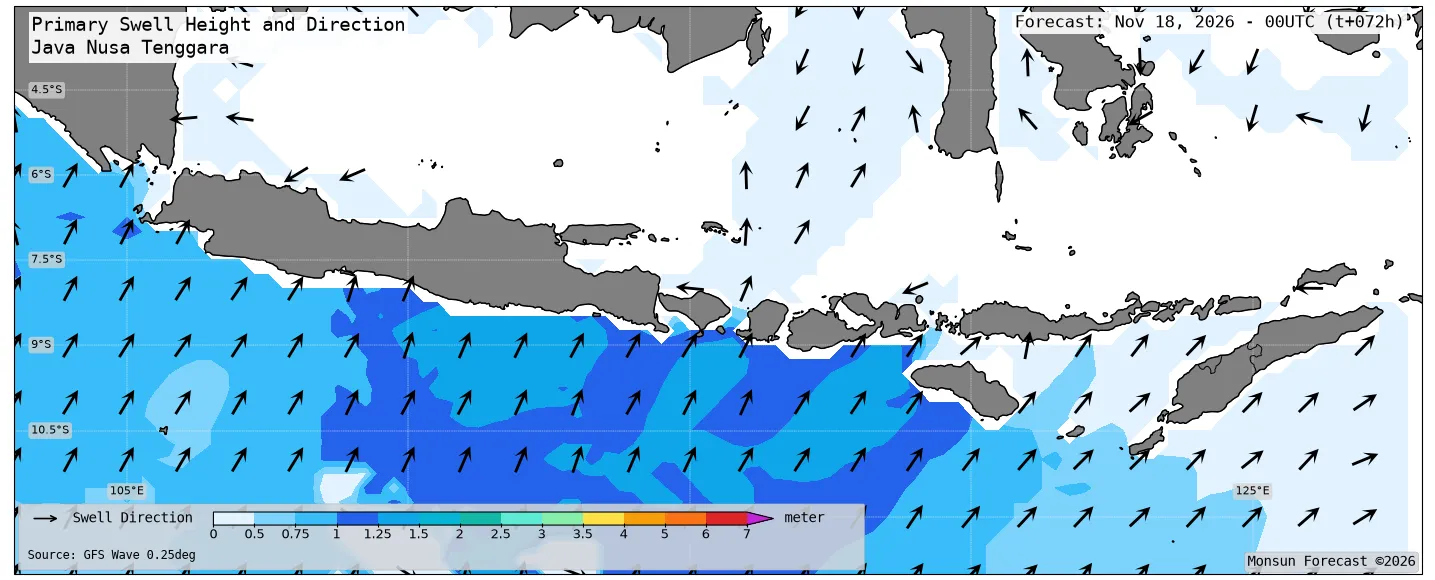 Primary Swell Height and Direction
Java Nusa Tenggara
Forecast: Nov 18, 2026 - 00UTC (t+072h)
4.5°S
6°S
7.5°S
9°S
10.5°S
105°E
125°E
Swell Direction
meter
0 0.5 0.75 1 1.25 1.5 2 2.5 3 4 5 6 7
Source: GFS Wave 0.25deg
Monsun Forecast ©2026